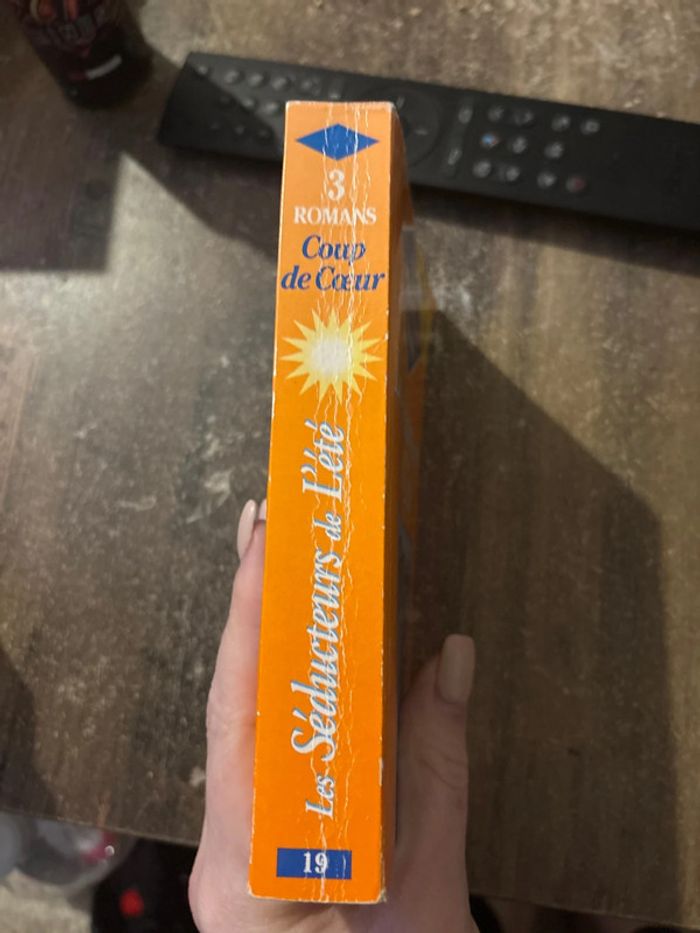 3
ROMANS
Coup
de Cœur
Les Séducteurs de L'été
19